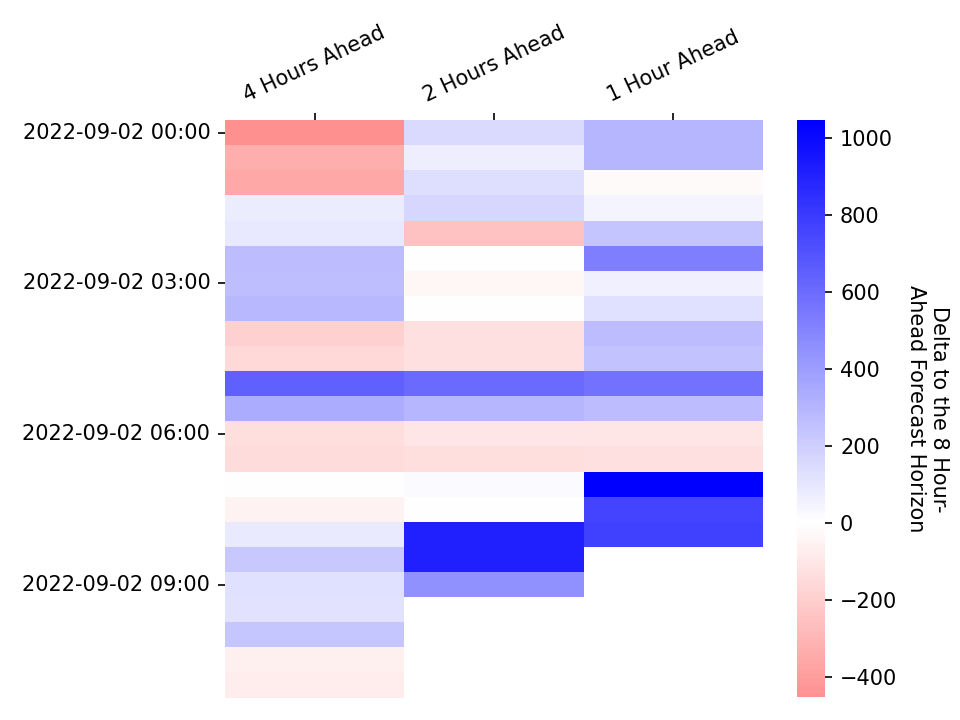 4 Hours Ahead
2 Hours Ahead
1 Hour Ahead
2022-09-02 00:00
2022-09-02 03:00
2022-09-02 06:00
2022-09-02 09:00
1000
800
600
400
200
0
−200
−400
Delta to the 8 Hour-
Ahead Forecast Horizon